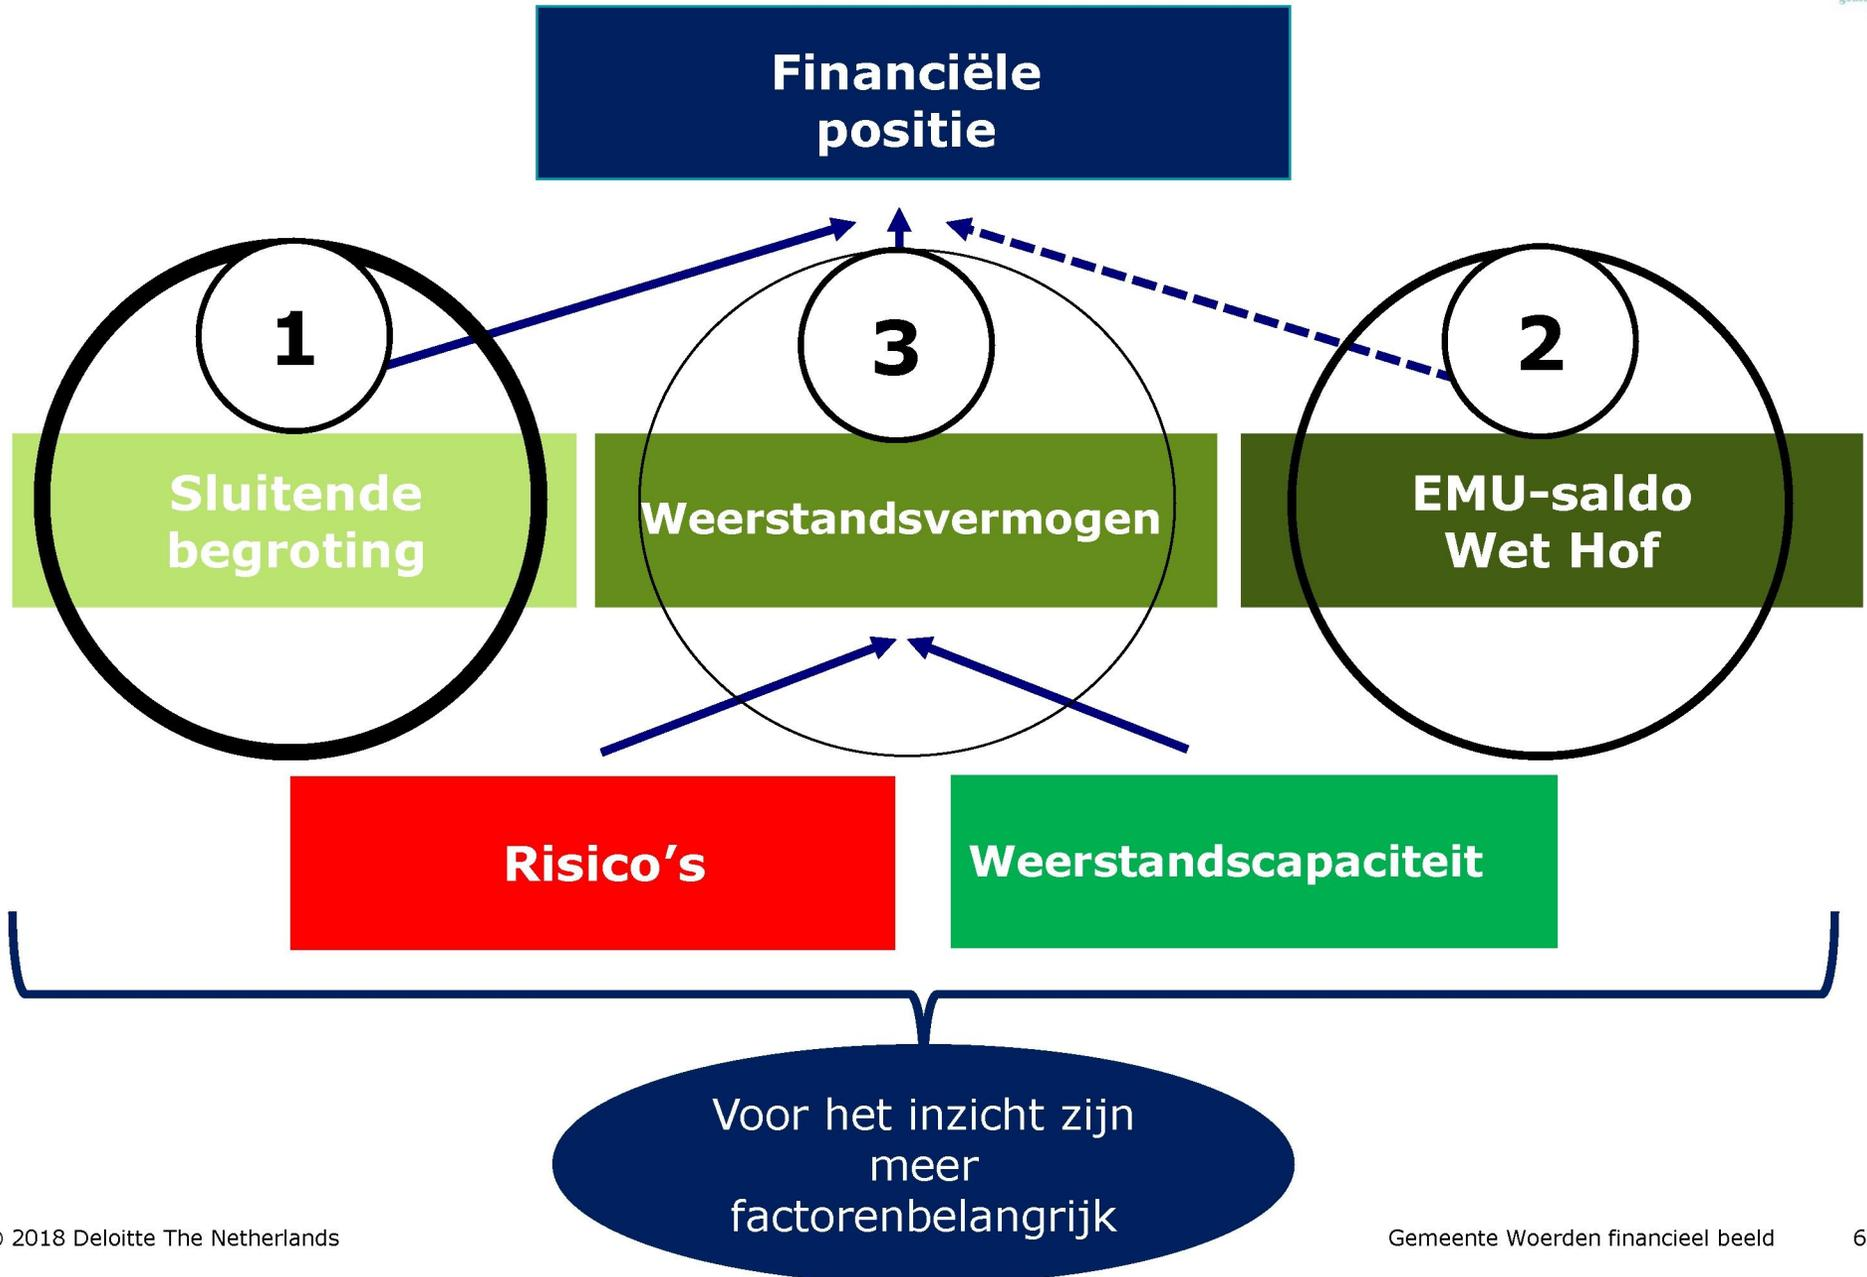 Financiële
positie
1
3
2
Sluitende
begroting
Weerstandsvermogen
EMU-saldo
Wet Hof
Risico’s
Weerstandscapaciteit
Voor het inzicht zijn
meer
factorenbelangrijk
2018 Deloitte The Netherlands
Gemeente Woerden financieel beeld 6